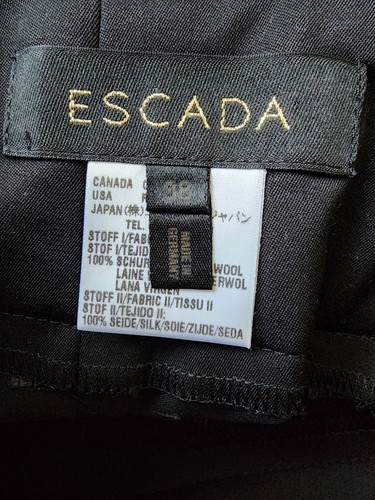 ESCADA
38
MADE IN
GERMANY
CANADA
USA
JAPAN(株) ジャパン
TEL.
STOFF I/FAB
STOF I/TEJID
100% SCHUR WOOL
LAINE ERWOL
LANA VIRGEN
STOFF II/FABRIC II/TISSU II
STOF II/TEJIDO II:
100% SEIDE/SILK/SOIE/ZIJDE/SEDA